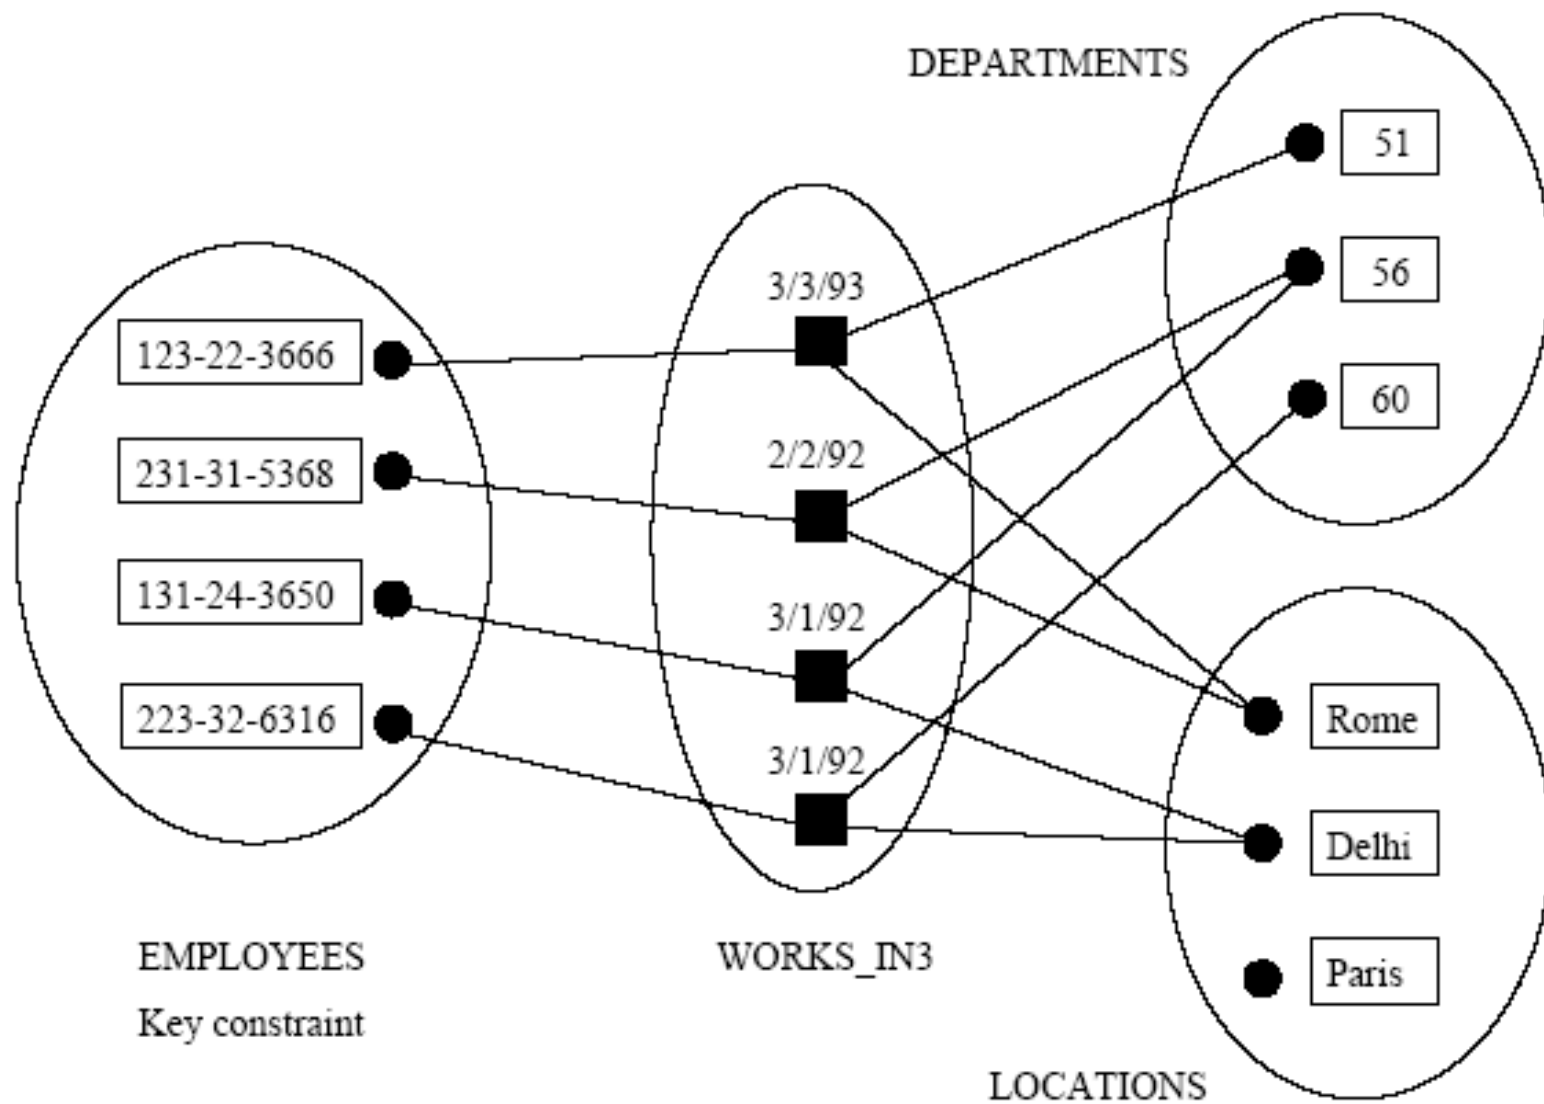 DEPARTMENTS
51
56
60
3/3/93
2/2/92
3/1/92
3/1/92
123-22-3666
231-31-5368
131-24-3650
223-32-6316
Rome
Delhi
Paris
EMPLOYEES
Key constraint
WORKS_IN3
LOCATIONS